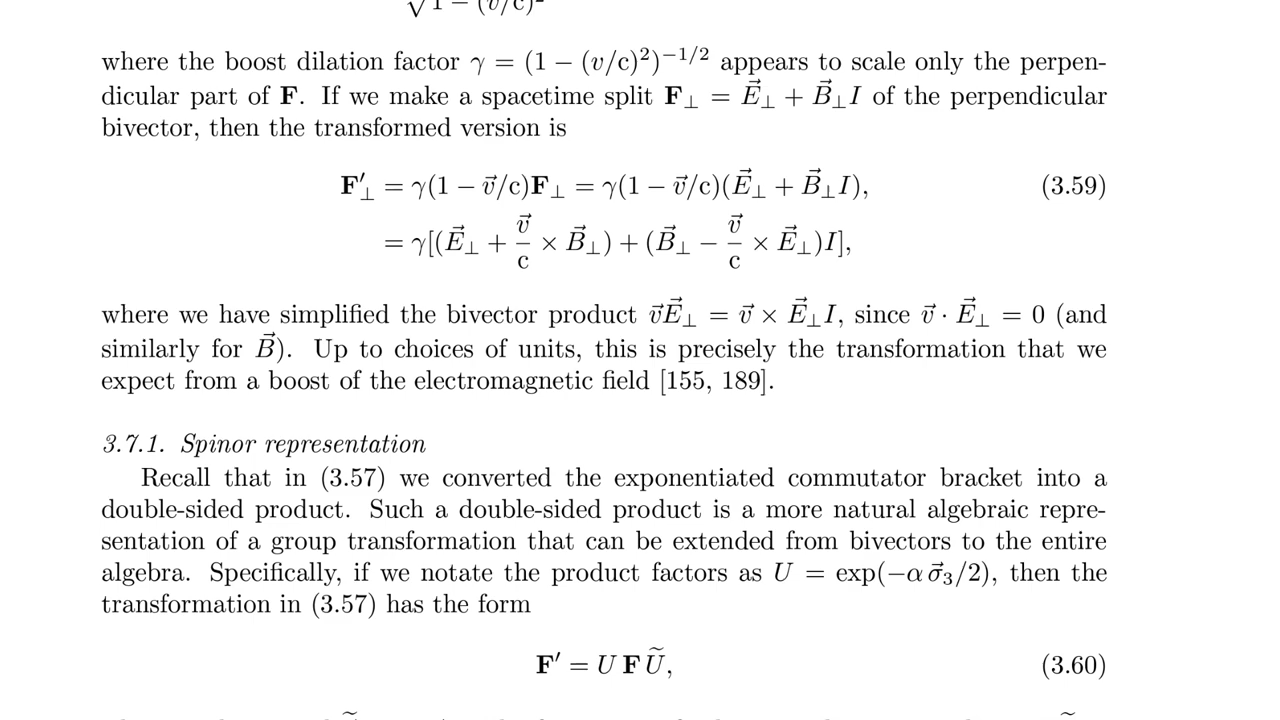 √1 − (v/c)²
where the boost dilation factor γ = (1 − (v/c)²)^{−1/2} appears to scale only the perpen-
dicular part of F. If we make a spacetime split F⊥ = E⃗⊥ + B⃗⊥I of the perpendicular
bivector, then the transformed version is
F′⊥ = γ(1 − v⃗/c)F⊥ = γ(1 − v⃗/c)(E⃗⊥ + B⃗⊥I), (3.59)
= γ[(E⃗⊥ + v⃗/c × B⃗⊥) + (B⃗⊥ − v⃗/c × E⃗⊥)I],
where we have simplified the bivector product v⃗E⃗⊥ = v⃗ × E⃗⊥I, since v⃗ · E⃗⊥ = 0 (and
similarly for B⃗). Up to choices of units, this is precisely the transformation that we
expect from a boost of the electromagnetic field [155, 189].
3.7.1. Spinor representation
Recall that in (3.57) we converted the exponentiated commutator bracket into a
double-sided product. Such a double-sided product is a more natural algebraic repre-
sentation of a group transformation that can be extended from bivectors to the entire
algebra. Specifically, if we notate the product factors as U = exp(−α σ⃗₃/2), then the
transformation in (3.57) has the form
F′ = U F Ũ, (3.60)